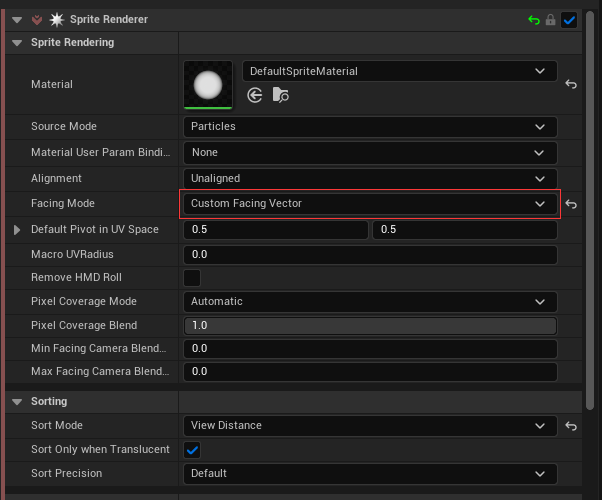 Sprite Renderer
Sprite Rendering
Material
DefaultSpriteMaterial
Source Mode Particles
Material User Param Bindi... None
Alignment Unaligned
Facing Mode Custom Facing Vector
Default Pivot in UV Space 0.5 0.5
Macro UVRadius 0.0
Remove HMD Roll
Pixel Coverage Mode Automatic
Pixel Coverage Blend 1.0
Min Facing Camera Blend... 0.0
Max Facing Camera Blend... 0.0
Sorting
Sort Mode View Distance
Sort Only when Translucent
Sort Precision Default